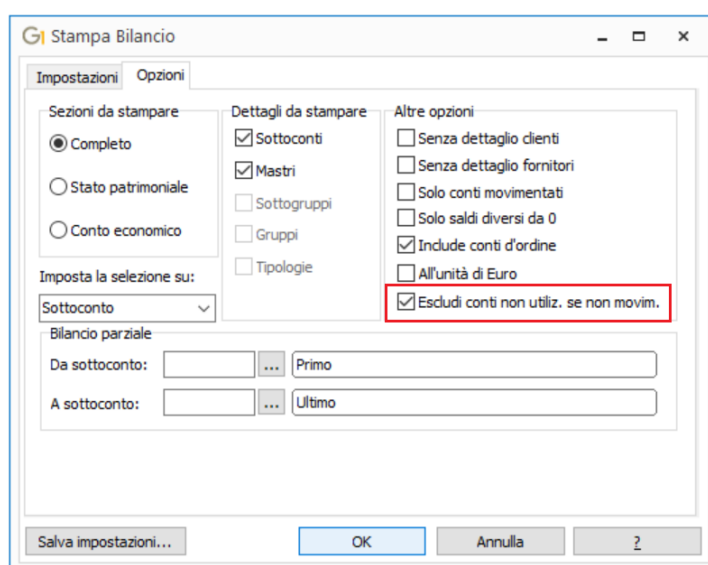 G1 Stampa Bilancio
Impostazioni Opzioni
Sezioni da stampare
Completo
Stato patrimoniale
Conto economico
Imposta la selezione su:
Sottoconto
Dettagli da stampare
Sottoconti
Mastri
Sottogruppi
Gruppi
Tipologie
Altre opzioni
Senza dettaglio clienti
Senza dettaglio fornitori
Solo conti movimentati
Solo saldi diversi da 0
Include conti d'ordine
All'unità di Euro
Escludi conti non utiliz. se non movim.
Bilancio parziale
Da sottoconto: ... Primo
A sottoconto: ... Ultimo
Salva impostazioni... OK Annulla ?